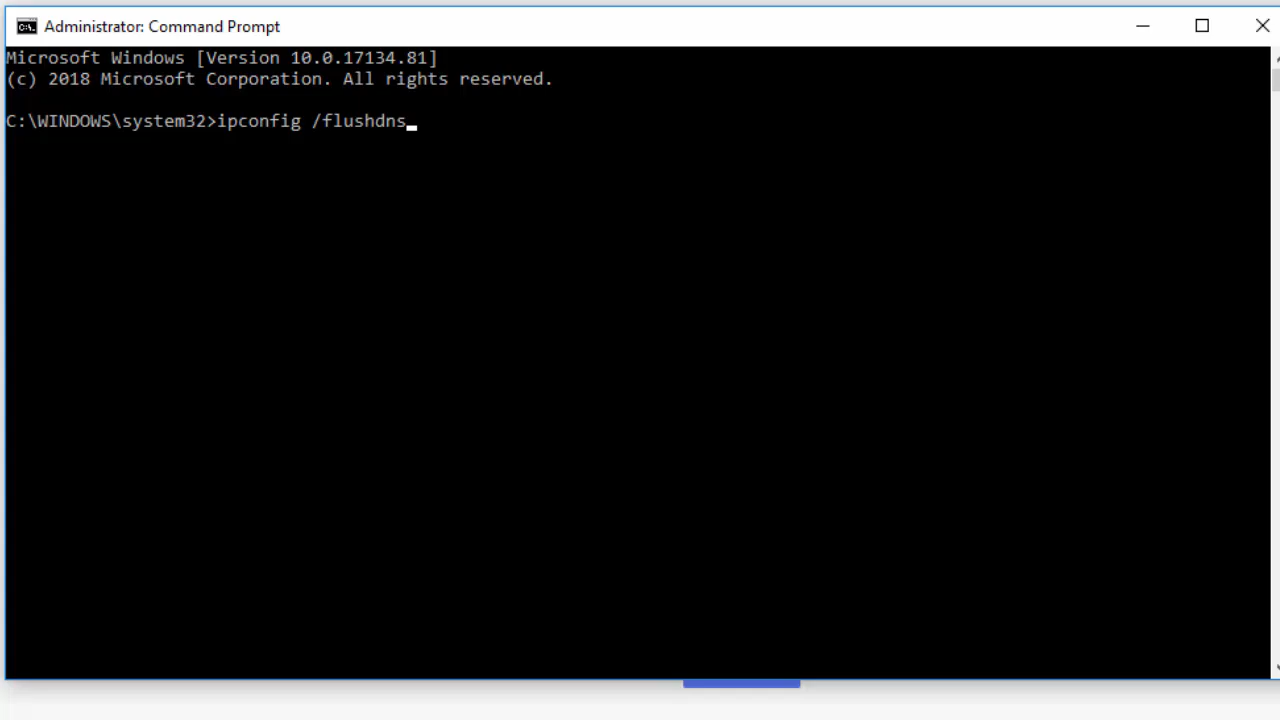 Administrator: Command Prompt
Microsoft Windows [Version 10.0.17134.81]
(c) 2018 Microsoft Corporation. All rights reserved.
C:\WINDOWS\system32>ipconfig /flushdns